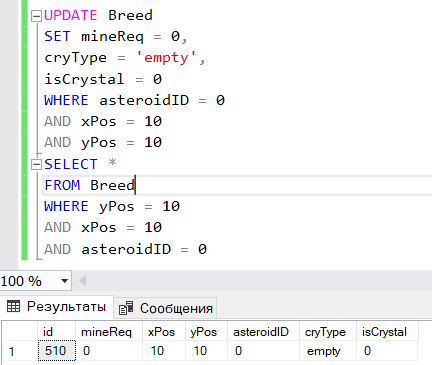 UPDATE Breed
SET mineReq = 0,
cryType = 'empty',
isCrystal = 0
WHERE asteroidID = 0
AND xPos = 10
AND yPos = 10
SELECT *
FROM Breed
WHERE yPos = 10
AND xPos = 10
AND asteroidID = 0
100 %
Результаты Сообщения
id mineReq xPos yPos asteroidID cryType isCrystal
1 510 0 10 10 0 empty 0